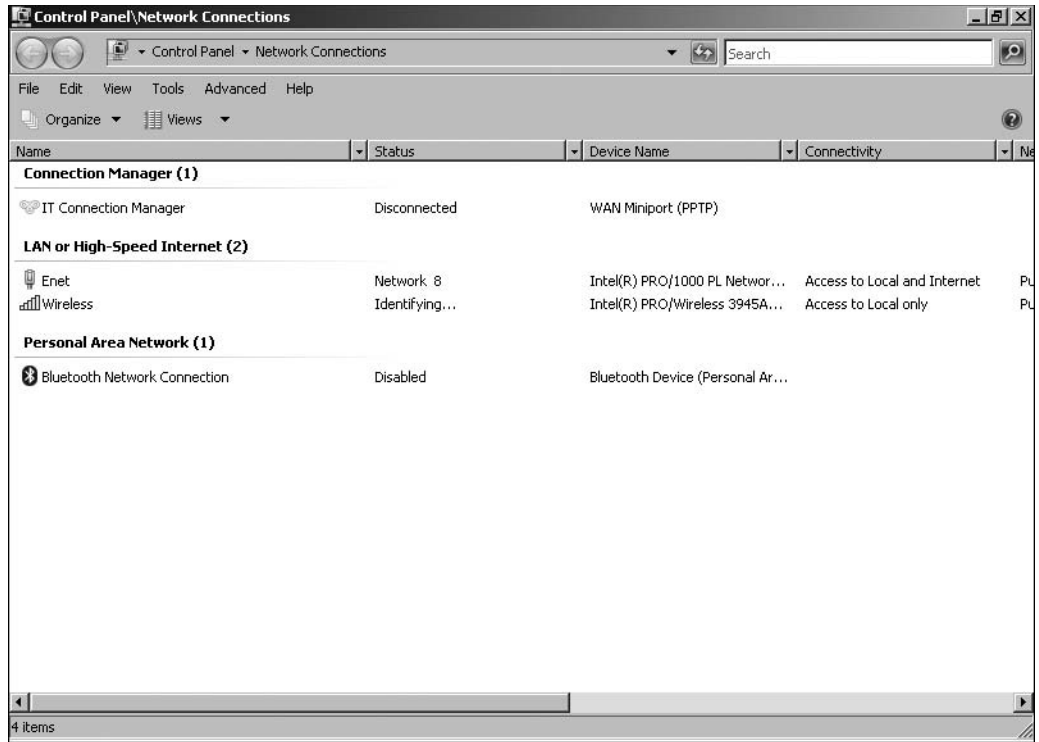 Control Panel\Network Connections
Control Panel Network Connections Search
File Edit View Tools Advanced Help
Organize Views
Name Status Device Name Connectivity Ne
Connection Manager (1)
IT Connection Manager Disconnected WAN Miniport (PPTP)
LAN or High-Speed Internet (2)
Enet Network 8 Intel(R) PRO/1000 PL Networ... Access to Local and Internet Pu
Wireless Identifying... Intel(R) PRO/Wireless 3945A... Access to Local only Pu
Personal Area Network (1)
Bluetooth Network Connection Disabled Bluetooth Device (Personal Ar...
4 items